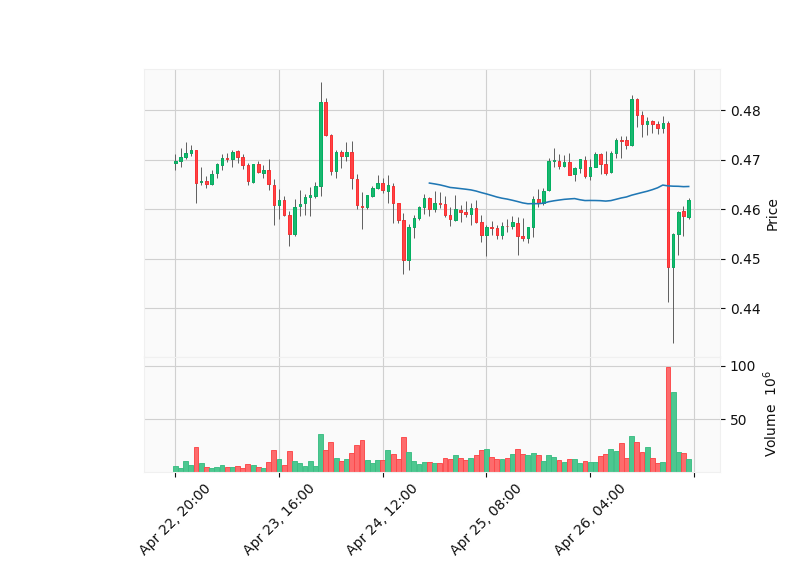 0.48
0.47
0.46
0.45
0.44
Price
100
50
Volume 10^6
Apr 22, 20:00
Apr 23, 16:00
Apr 24, 12:00
Apr 25, 08:00
Apr 26, 04:00